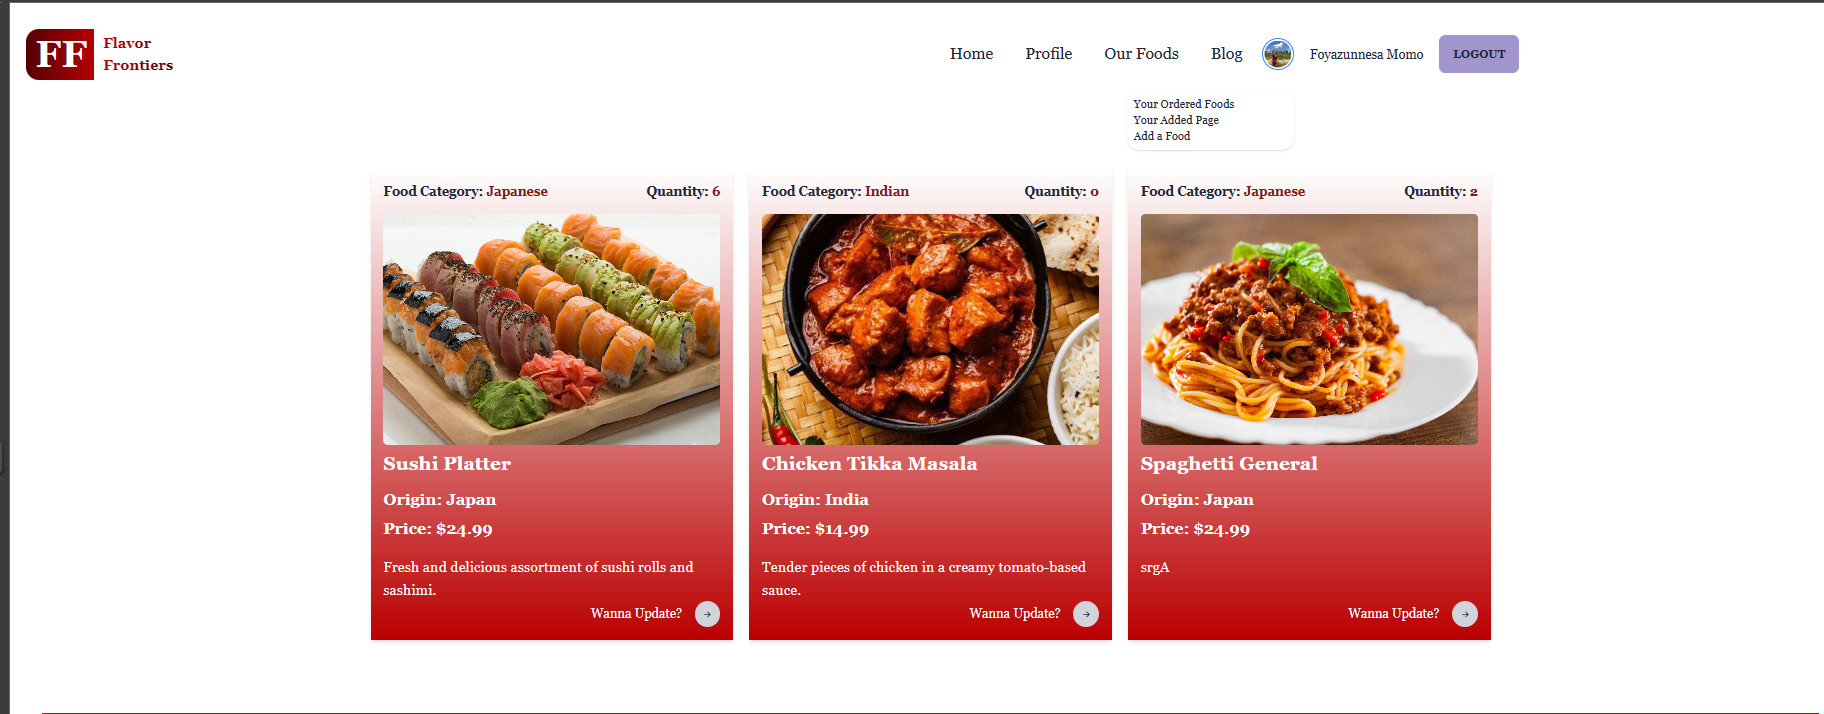 FF
Flavor
Frontiers
Home Profile Our Foods Blog Foyazunnesa Momo LOGOUT
Your Ordered Foods
Your Added Page
Add a Food
Food Category: Japanese Quantity: 6
Sushi Platter
Origin: Japan
Price: $24.99
Fresh and delicious assortment of sushi rolls and
sashimi.
Wanna Update?
Food Category: Indian Quantity: 0
Chicken Tikka Masala
Origin: India
Price: $14.99
Tender pieces of chicken in a creamy tomato-based
sauce.
Wanna Update?
Food Category: Japanese Quantity: 2
Spaghetti General
Origin: Japan
Price: $24.99
srgA
Wanna Update?